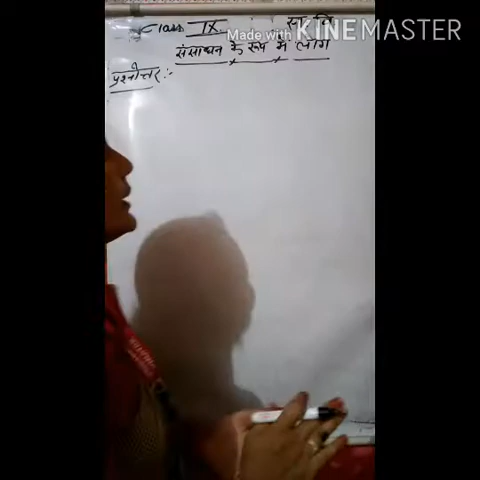 Class IX. सा. वि
Made with KINEMASTER
संसाधन के रूप में लोग
प्रश्नोत्तर :-